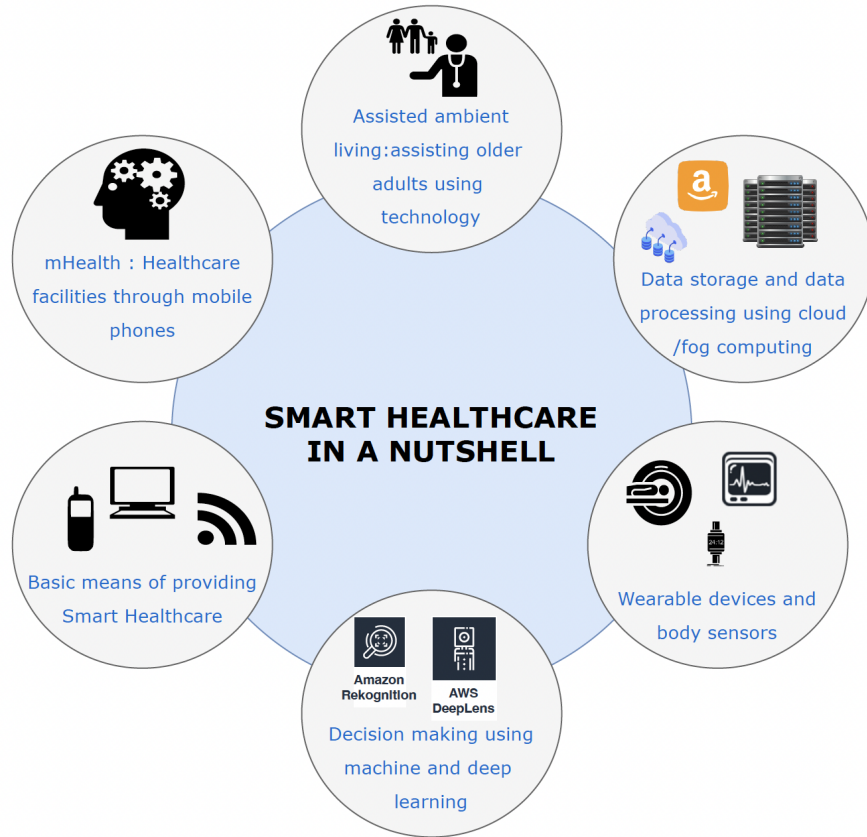 Assisted ambient
living:assisting older
adults using
technology
mHealth : Healthcare
facilities through mobile
phones
a
Data storage and data
processing using cloud
/fog computing
SMART HEALTHCARE
IN A NUTSHELL
Basic means of providing
Smart Healthcare
24:12
Wearable devices and
body sensors
Amazon
Rekognition
AWS
DeepLens
Decision making using
machine and deep
learning